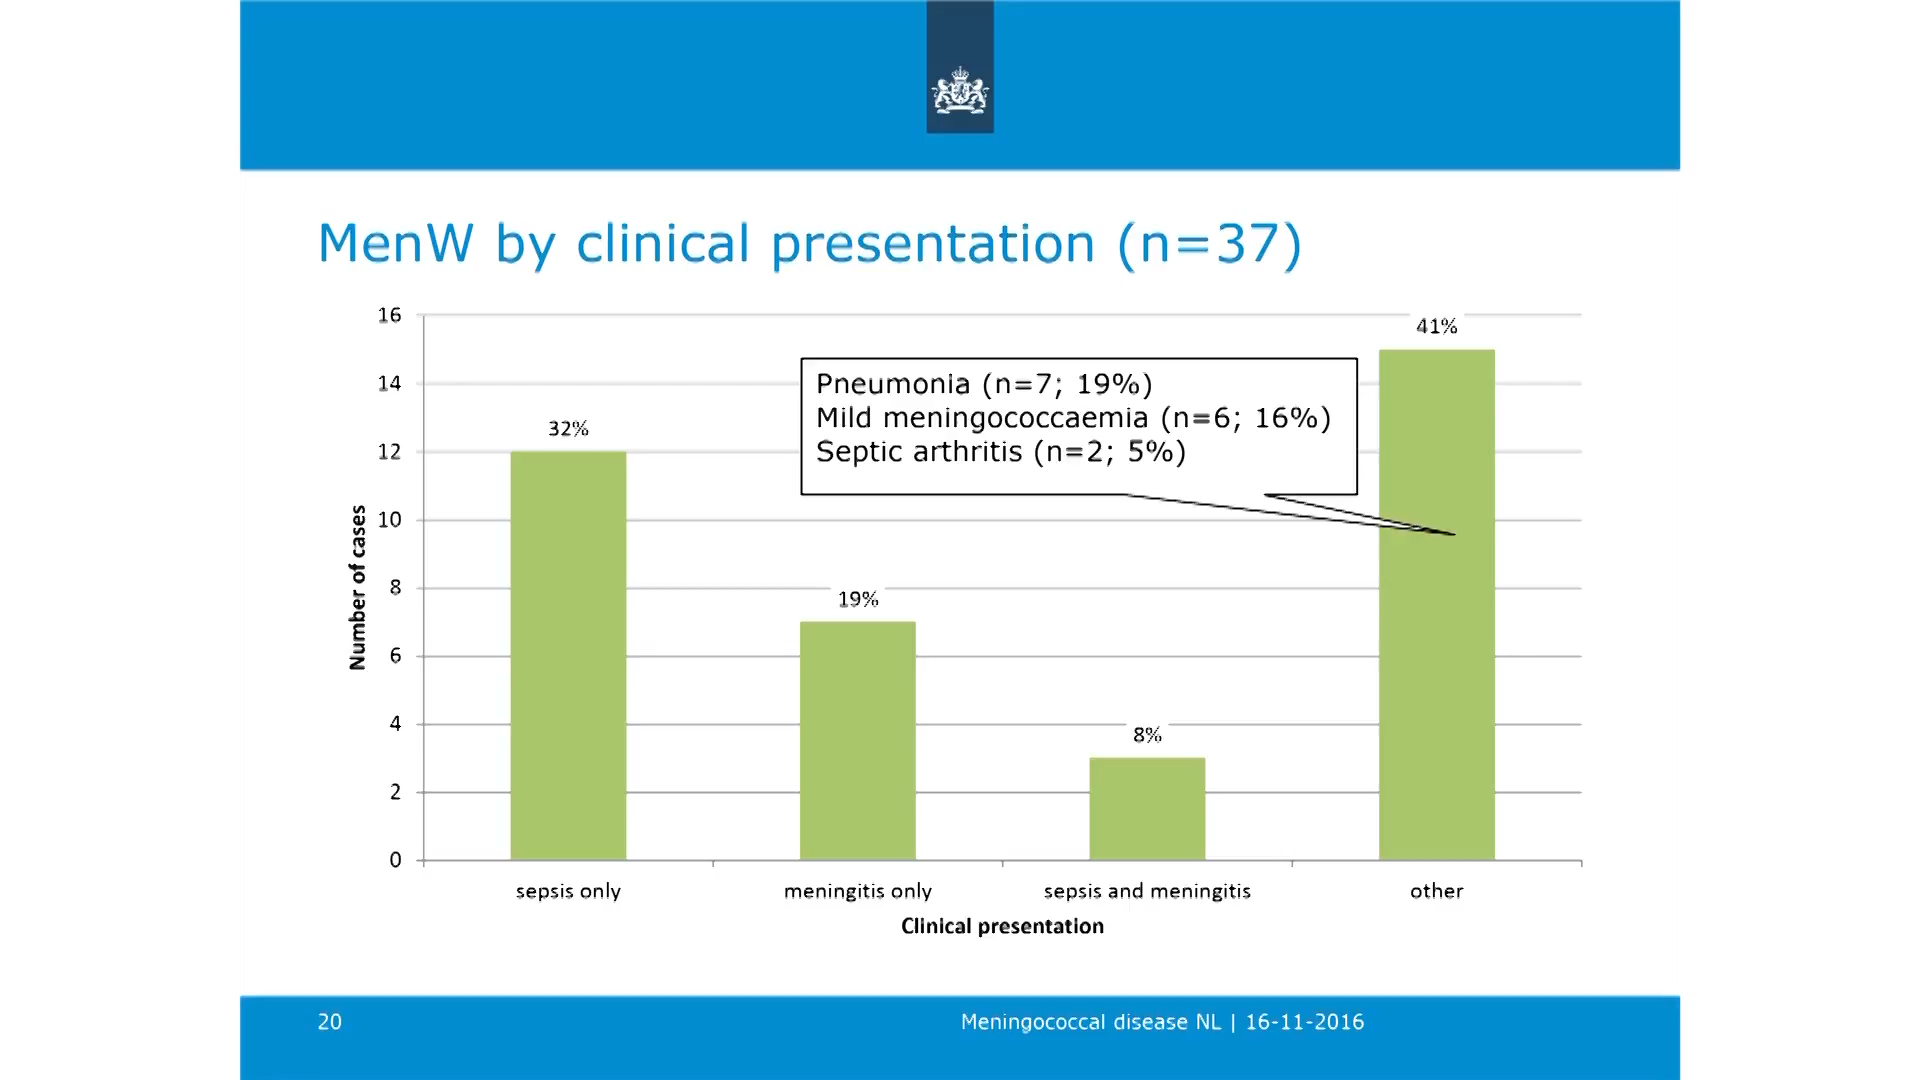 MenW by clinical presentation (n=37)
16
14
12
10
8
6
4
2
0
Number of cases
32%
19%
8%
41%
Pneumonia (n=7; 19%)
Mild meningococcaemia (n=6; 16%)
Septic arthritis (n=2; 5%)
sepsis only
meningitis only
sepsis and meningitis
other
Clinical presentation
20
Meningococcal disease NL | 16-11-2016